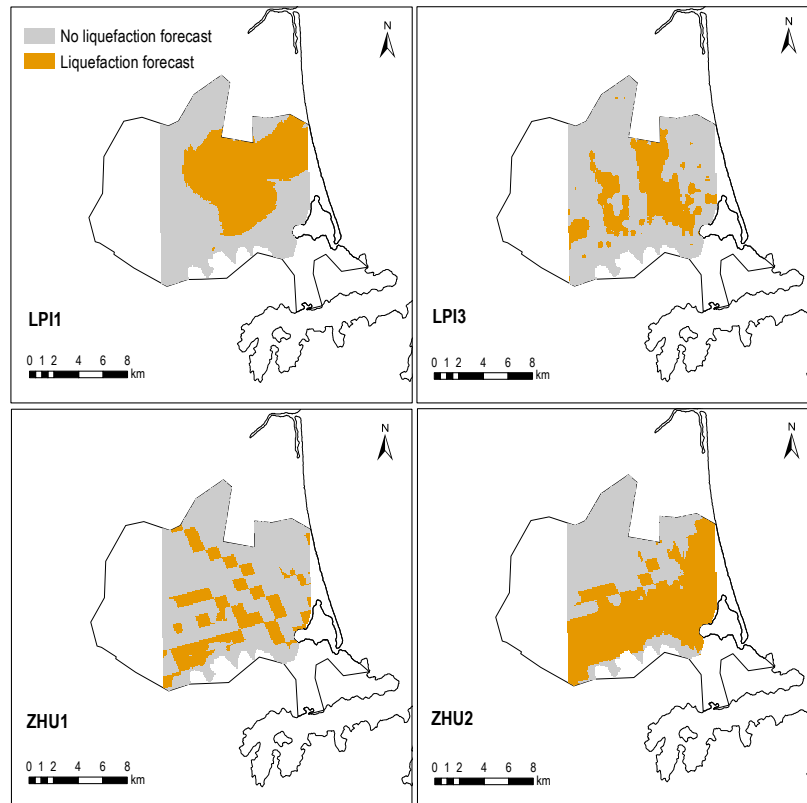 No liquefaction forecast
Liquefaction forecast
N
LPI1
0 1 2 4 6 8
km
N
LPI3
0 1 2 4 6 8
km
N
ZHU1
0 1 2 4 6 8
km
N
ZHU2
0 1 2 4 6 8
km